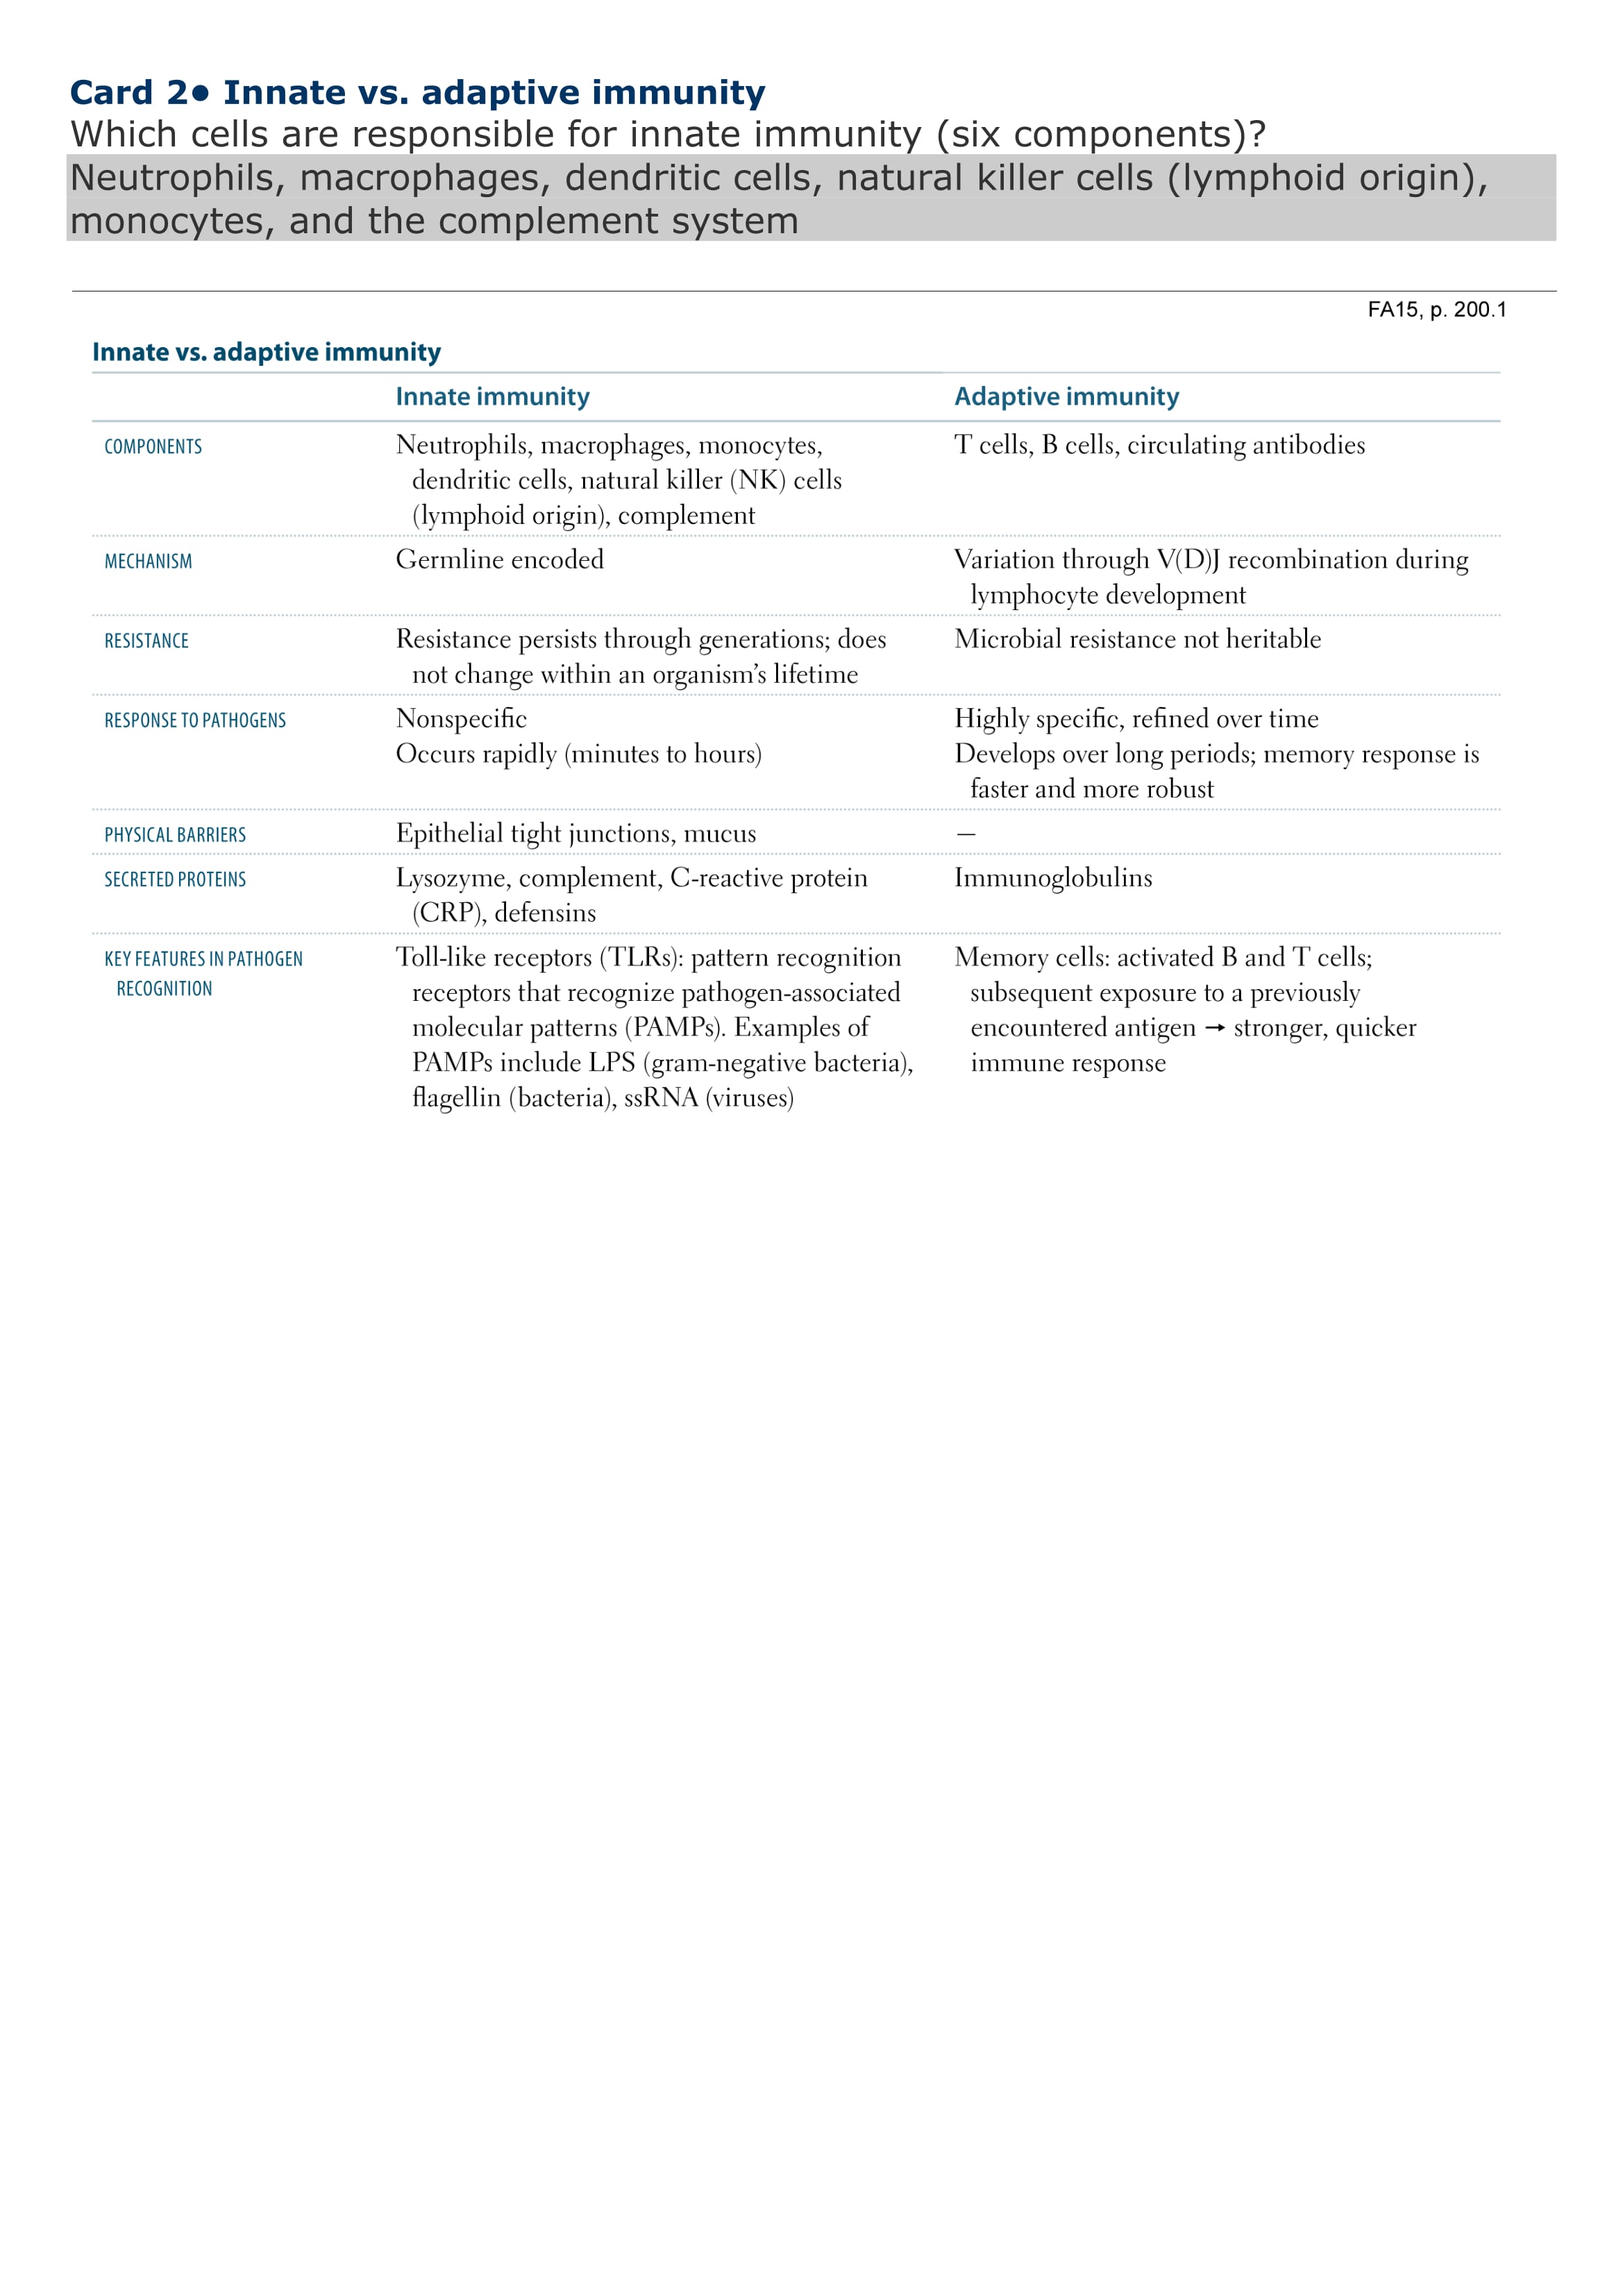 Card 2• Innate vs. adaptive immunity
Which cells are responsible for innate immunity (six components)?
Neutrophils, macrophages, dendritic cells, natural killer cells (lymphoid origin),
monocytes, and the complement system
FA15, p. 200.1
Innate vs. adaptive immunity
Innate immunity Adaptive immunity
COMPONENTS Neutrophils, macrophages, monocytes, T cells, B cells, circulating antibodies
dendritic cells, natural killer (NK) cells
(lymphoid origin), complement
MECHANISM Germline encoded Variation through V(D)J recombination during
lymphocyte development
RESISTANCE Resistance persists through generations; does Microbial resistance not heritable
not change within an organism’s lifetime
RESPONSE TO PATHOGENS Nonspecific Highly specific, refined over time
Occurs rapidly (minutes to hours) Develops over long periods; memory response is
faster and more robust
PHYSICAL BARRIERS Epithelial tight junctions, mucus —
SECRETED PROTEINS Lysozyme, complement, C-reactive protein Immunoglobulins
(CRP), defensins
KEY FEATURES IN PATHOGEN Toll-like receptors (TLRs): pattern recognition Memory cells: activated B and T cells;
RECOGNITION receptors that recognize pathogen-associated subsequent exposure to a previously
molecular patterns (PAMPs). Examples of encountered antigen → stronger, quicker
PAMPs include LPS (gram-negative bacteria), immune response
flagellin (bacteria), ssRNA (viruses)